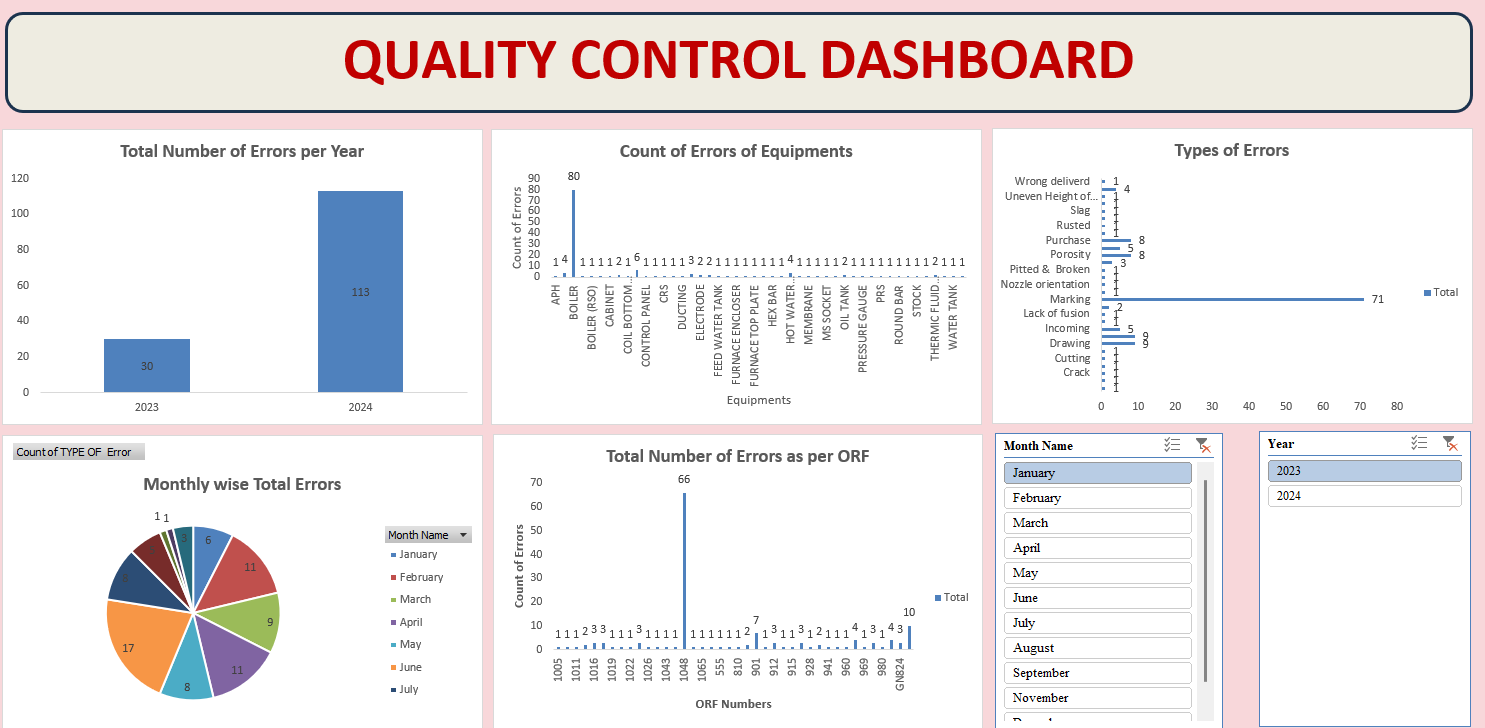 QUALITY CONTROL DASHBOARD
Total Number of Errors per Year
120
100
80
60
40
20
0
30
113
2023
2024
Count of Errors of Equipments
Count of Errors
90
80
70
60
50
40
30
20
10
0
1 4 80 1 1 1 1 2 1 6 1 1 1 1 1 3 2 2 1 1 1 1 1 1 1 1 4 1 1 1 1 1 2 1 1 1 1 1 1 1 1 1 2 1 1 1
APH
BOILER
BOILER (RSO)
CABINET
COIL BOTTOM...
CONTROL PANEL
CRS
DUCTING
ELECTRODE
FEED WATER TANK
FURNACE ENCLOSER
FURNACE TOP PLATE
HEX BAR
HOT WATER...
MEMBRANE
MS SOCKET
OIL TANK
PRESSURE GAUGE
PRS
ROUND BAR
STOCK
THERMIC FLUID...
WATER TANK
Equipments
Types of Errors
Wrong deliverd 1
4
Uneven Height of... 1
1
Slag 1
1
Rusted 1
1
Purchase 8
5
Porosity 8
3
Pitted & Broken 1
1
Nozzle orientation 1
1
Marking 71
2
Lack of fusion 1
1
Incoming 5
9
Drawing 9
1
Cutting 1
1
Crack 1
1
1
0 10 20 30 40 50 60 70 80
Total
Count of TYPE OF Error
Monthly wise Total Errors
1 1
3
6
11
9
11
8
17
Month Name
January
February
March
April
May
June
July
Total Number of Errors as per ORF
Count of Errors
70
60
50
40
30
20
10
0
1 1 1 2 3 3 1 1 1 3 1 1 1 1 66 1 1 1 1 1 1 2 7 1 3 1 1 3 1 2 1 1 1 4 1 3 1 4 3 10
1005
1011
1016
1019
1022
1026
1043
1048
1065
555
810
901
912
915
928
941
960
969
980
GN824
ORF Numbers
Total
Month Name
January
February
March
April
May
June
July
August
September
November
Year
2023
2024